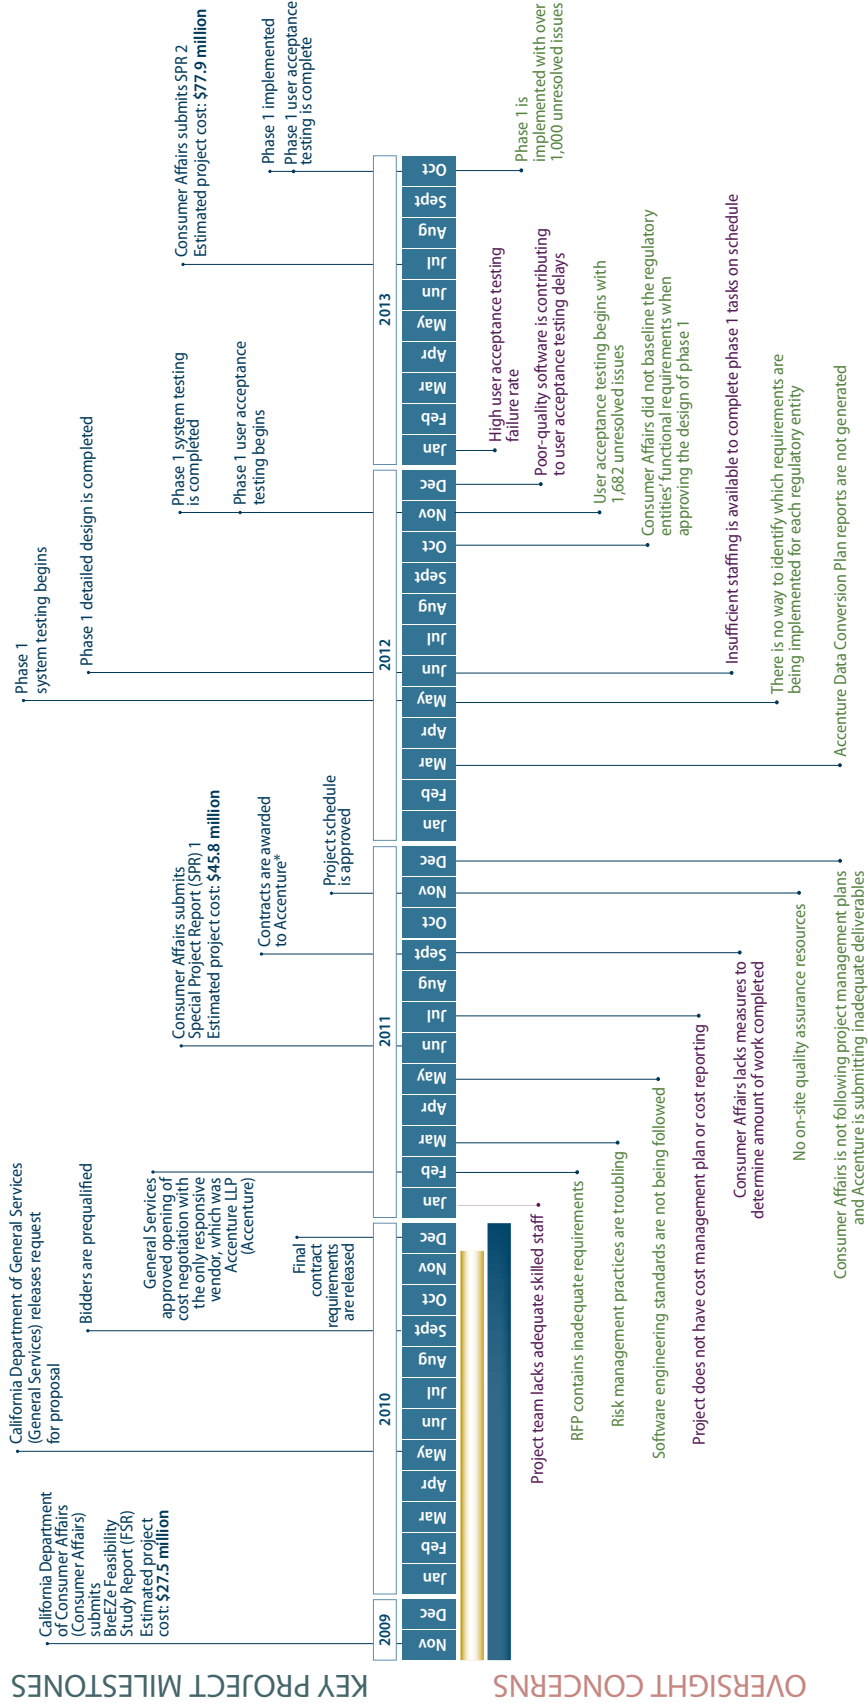 KEY PROJECT MILESTONES
California Department
of Consumer Affairs
(Consumer Affairs)
submits
BreEZe Feasibility
Study Report (FSR)
Estimated project
cost: $27.5 million
California Department of General Services
(General Services) releases request
for proposal
Bidders are prequalified
General Services
approved opening of
cost negotiation with
the only responsive
vendor, which was
Accenture LLP
(Accenture)
Final
contract
requirements
are released
Consumer Affairs submits
Special Project Report (SPR) 1
Estimated project cost: $45.8 million
Contracts are awarded
to Accenture*
Project schedule
is approved
Phase 1
system testing begins
Phase 1 detailed design is completed
Phase 1 system testing
is completed
Phase 1 user acceptance
testing begins
Consumer Affairs submits SPR 2
Estimated project cost: $77.9 million
Phase 1 implemented
Phase 1 user acceptance
testing is complete
2009
2010
2011
2012
2013
Nov
Dec
Jan
Feb
Mar
Apr
May
Jun
Jul
Aug
Sept
Oct
Nov
Dec
Jan
Feb
Mar
Apr
May
Jun
Jul
Aug
Sept
Oct
Nov
Dec
Jan
Feb
Mar
Apr
May
Jun
Jul
Aug
Sept
Oct
Nov
Dec
Jan
Feb
Mar
Apr
May
Jun
Jul
Aug
Sept
Oct
OVERSIGHT CONCERNS
Project team lacks adequate skilled staff
RFP contains inadequate requirements
Risk management practices are troubling
Software engineering standards are not being followed
Project does not have cost management plan or cost reporting
Consumer Affairs lacks measures to
determine amount of work completed
No on-site quality assurance resources
Consumer Affairs is not following project management plans
and Accenture is submitting inadequate deliverables
Accenture Data Conversion Plan reports are not generated
There is no way to identify which requirements are
being implemented for each regulatory entity
Insufficient staffing is available to complete phase 1 tasks on schedule
Consumer Affairs did not baseline the regulatory
entities' functional requirements when
approving the design of phase 1
User acceptance testing begins with
1,682 unresolved issues
Poor-quality software is contributing
to user acceptance testing delays
High user acceptance testing
failure rate
Phase 1 is
implemented with over
1,000 unresolved issues